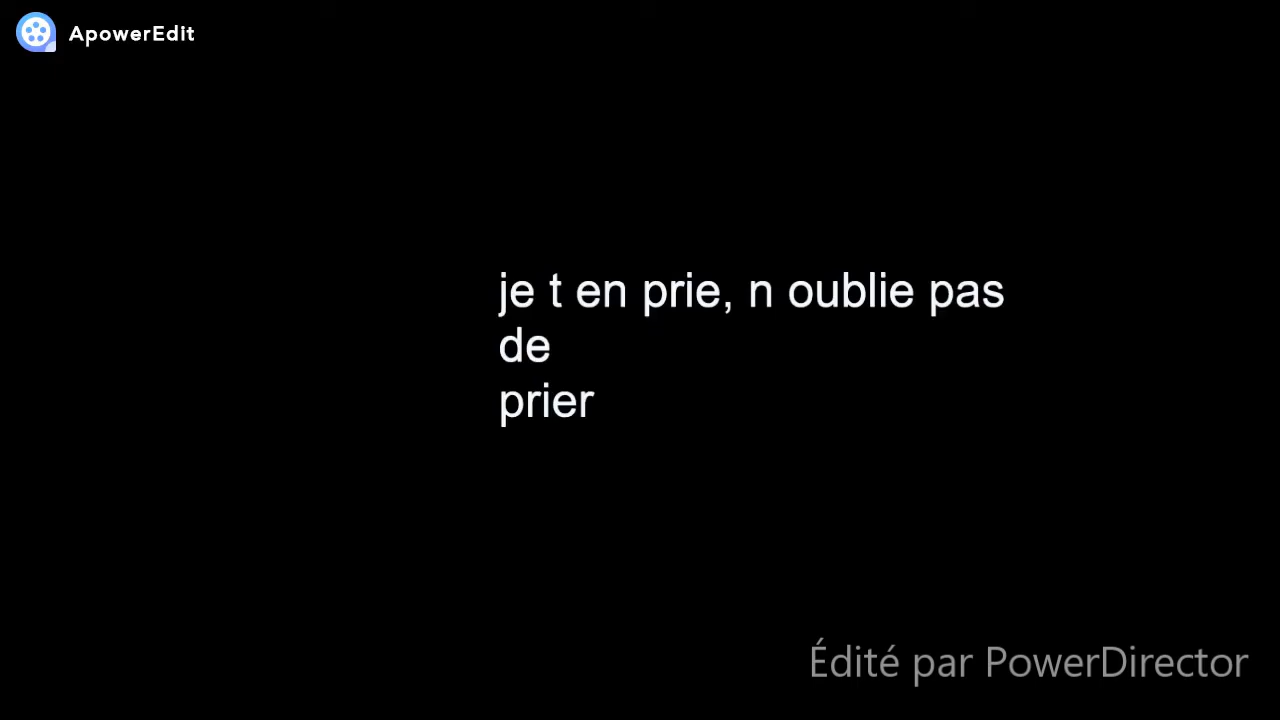 ApowerEdit
je t en prie, n oublie pas
de
prier
Édité par PowerDirector